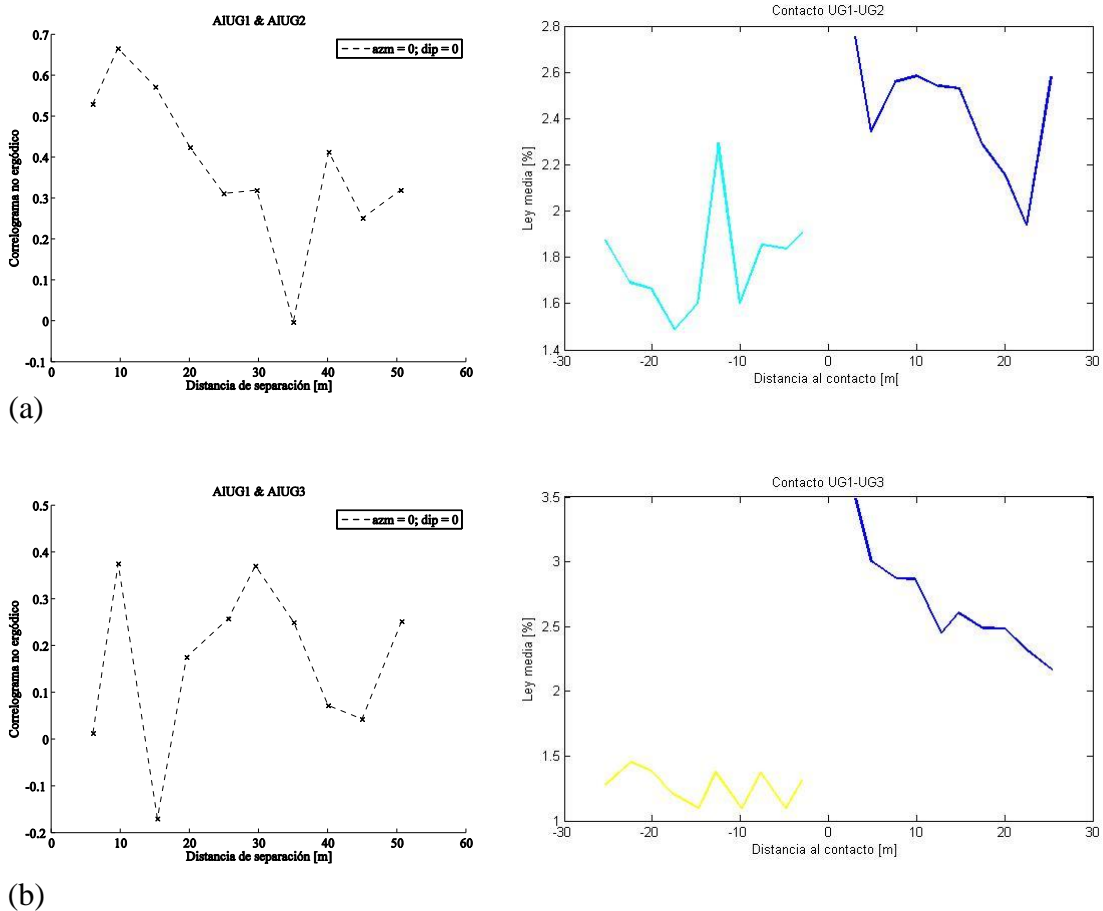 AlUG1 & AlUG2
azm = 0; dip = 0
Correlograma no ergódico
0.7
0.6
0.5
0.4
0.3
0.2
0.1
0
-0.1
0 10 20 30 40 50 60
Distancia de separación [m]
Contacto UG1-UG2
Ley media [%]
2.8
2.6
2.4
2.2
2
1.8
1.6
1.4
-30 -20 -10 0 10 20 30
Distancia al contacto [m[
(a)
AlUG1 & AlUG3
azm = 0; dip = 0
Correlograma no ergódico
0.5
0.4
0.3
0.2
0.1
0
-0.1
-0.2
0 10 20 30 40 50 60
Distancia de separación [m]
Contacto UG1-UG3
Ley media [%]
3.5
3
2.5
2
1.5
1
-30 -20 -10 0 10 20 30
Distancia al contacto [m]
(b)